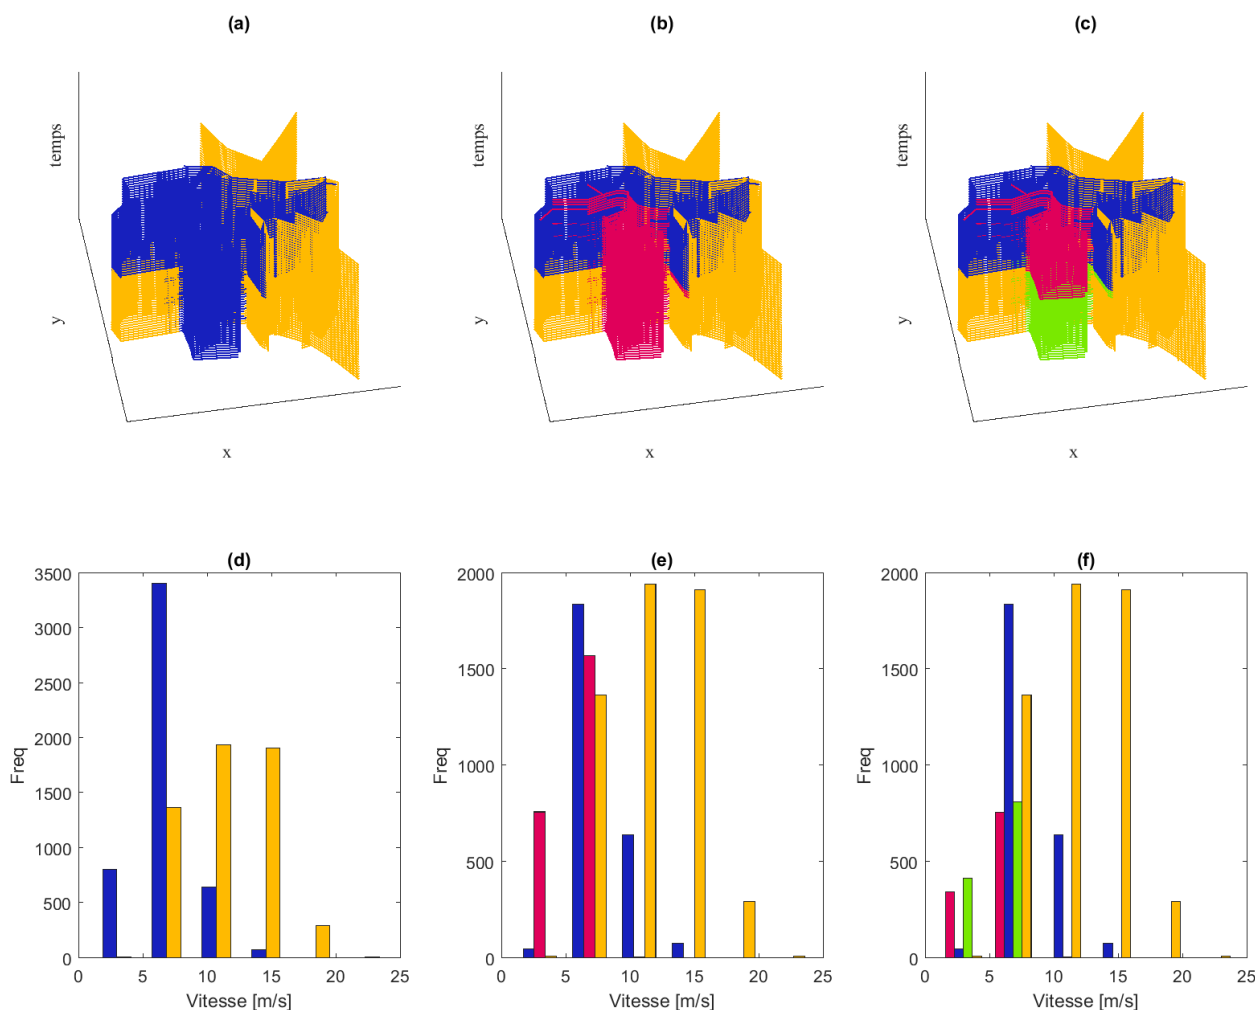 (a) (b) (c)
temps temps temps
y y y
x x x
(d) (e) (f)
3500 2000 2000
3000
2500 1500 1500
2000
Freq Freq Freq
1500 1000 1000
1000
500 500 500
0 0 0
0 5 10 15 20 25 0 5 10 15 20 25 0 5 10 15 20 25
Vitesse [m/s] Vitesse [m/s] Vitesse [m/s]